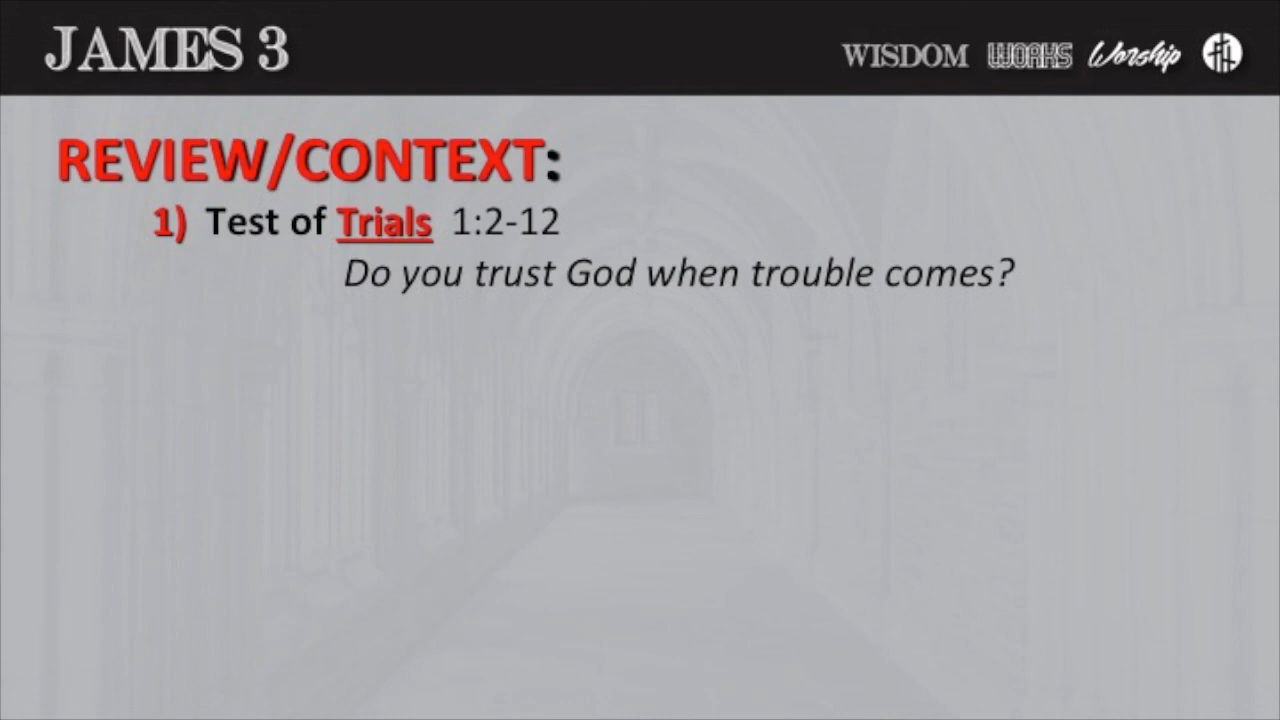 JAMES 3
WISDOM WORKS Worship
REVIEW/CONTEXT:
1) Test of Trials 1:2-12
Do you trust God when trouble comes?